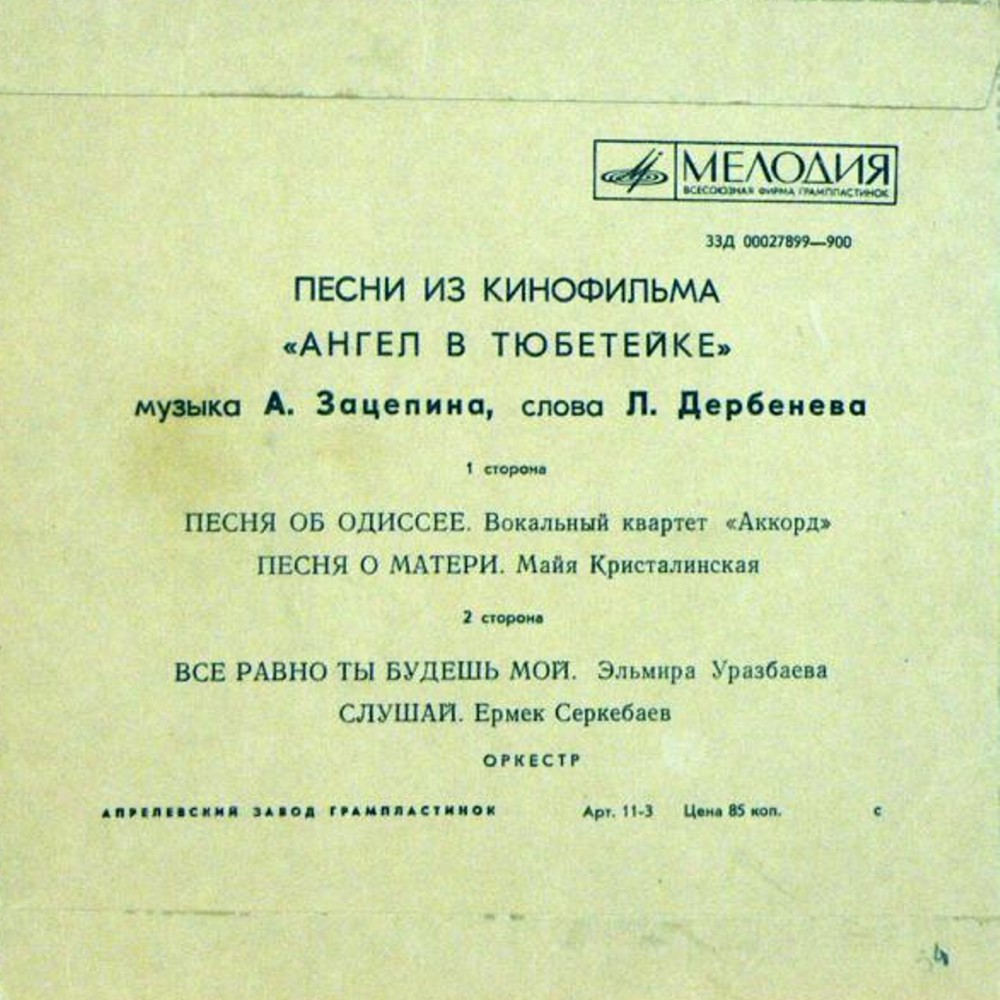 МЕЛОДИЯ
ВСЕСОЮЗНАЯ ФИРМА ГРАМПЛАСТИНОК
33Д 00027899—900
ПЕСНИ ИЗ КИНОФИЛЬМА
«АНГЕЛ В ТЮБЕТЕЙКЕ»
музыка А. Зацепина, слова Л. Дербенева
1 сторона
ПЕСНЯ ОБ ОДИССЕЕ. Вокальный квартет «Аккорд»
ПЕСНЯ О МАТЕРИ. Майя Кристалинская
2 сторона
ВСЕ РАВНО ТЫ БУДЕШЬ МОЙ. Эльмира Уразбаева
СЛУШАЙ. Ермек Серкебаев
ОРКЕСТР
АПРЕЛЕВСКИЙ ЗАВОД ГРАМПЛАСТИНОК Арт. 11-3 Цена 85 коп. с